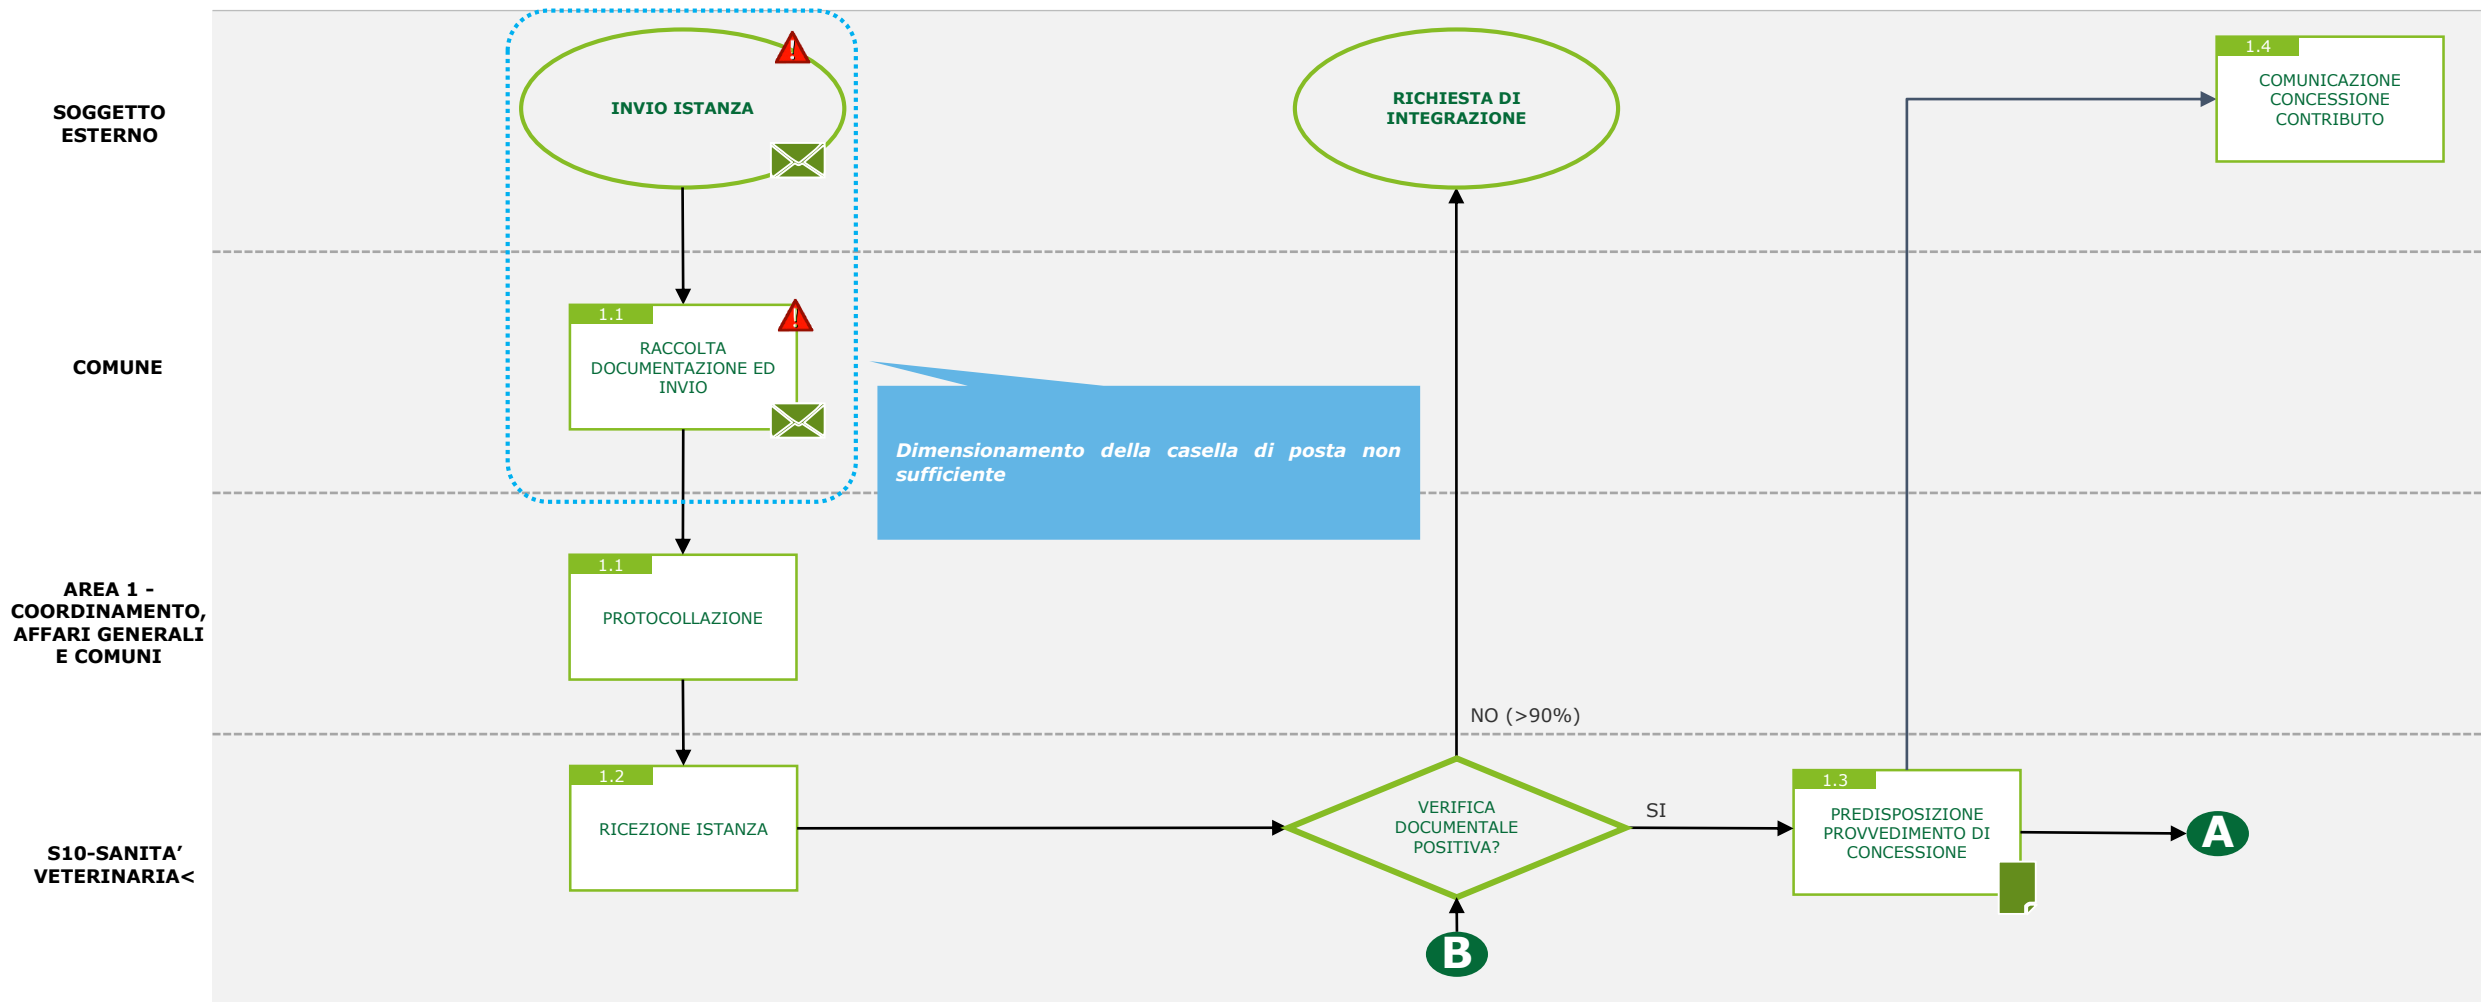 SOGGETTO
ESTERNO
INVIO ISTANZA
RICHIESTA DI
INTEGRAZIONE
1.4
COMUNICAZIONE
CONCESSIONE
CONTRIBUTO
COMUNE
1.1
RACCOLTA
DOCUMENTAZIONE ED
INVIO
Dimensionamento della casella di posta non
sufficiente
AREA 1 -
COORDINAMENTO,
AFFARI GENERALI
E COMUNI
1.1
PROTOCOLLAZIONE
NO (>90%)
S10-SANITA’
VETERINARIA<
1.2
RICEZIONE ISTANZA
VERIFICA
DOCUMENTALE
POSITIVA?
SI
1.3
PREDISPOSIZIONE
PROVVEDIMENTO DI
CONCESSIONE
A
B